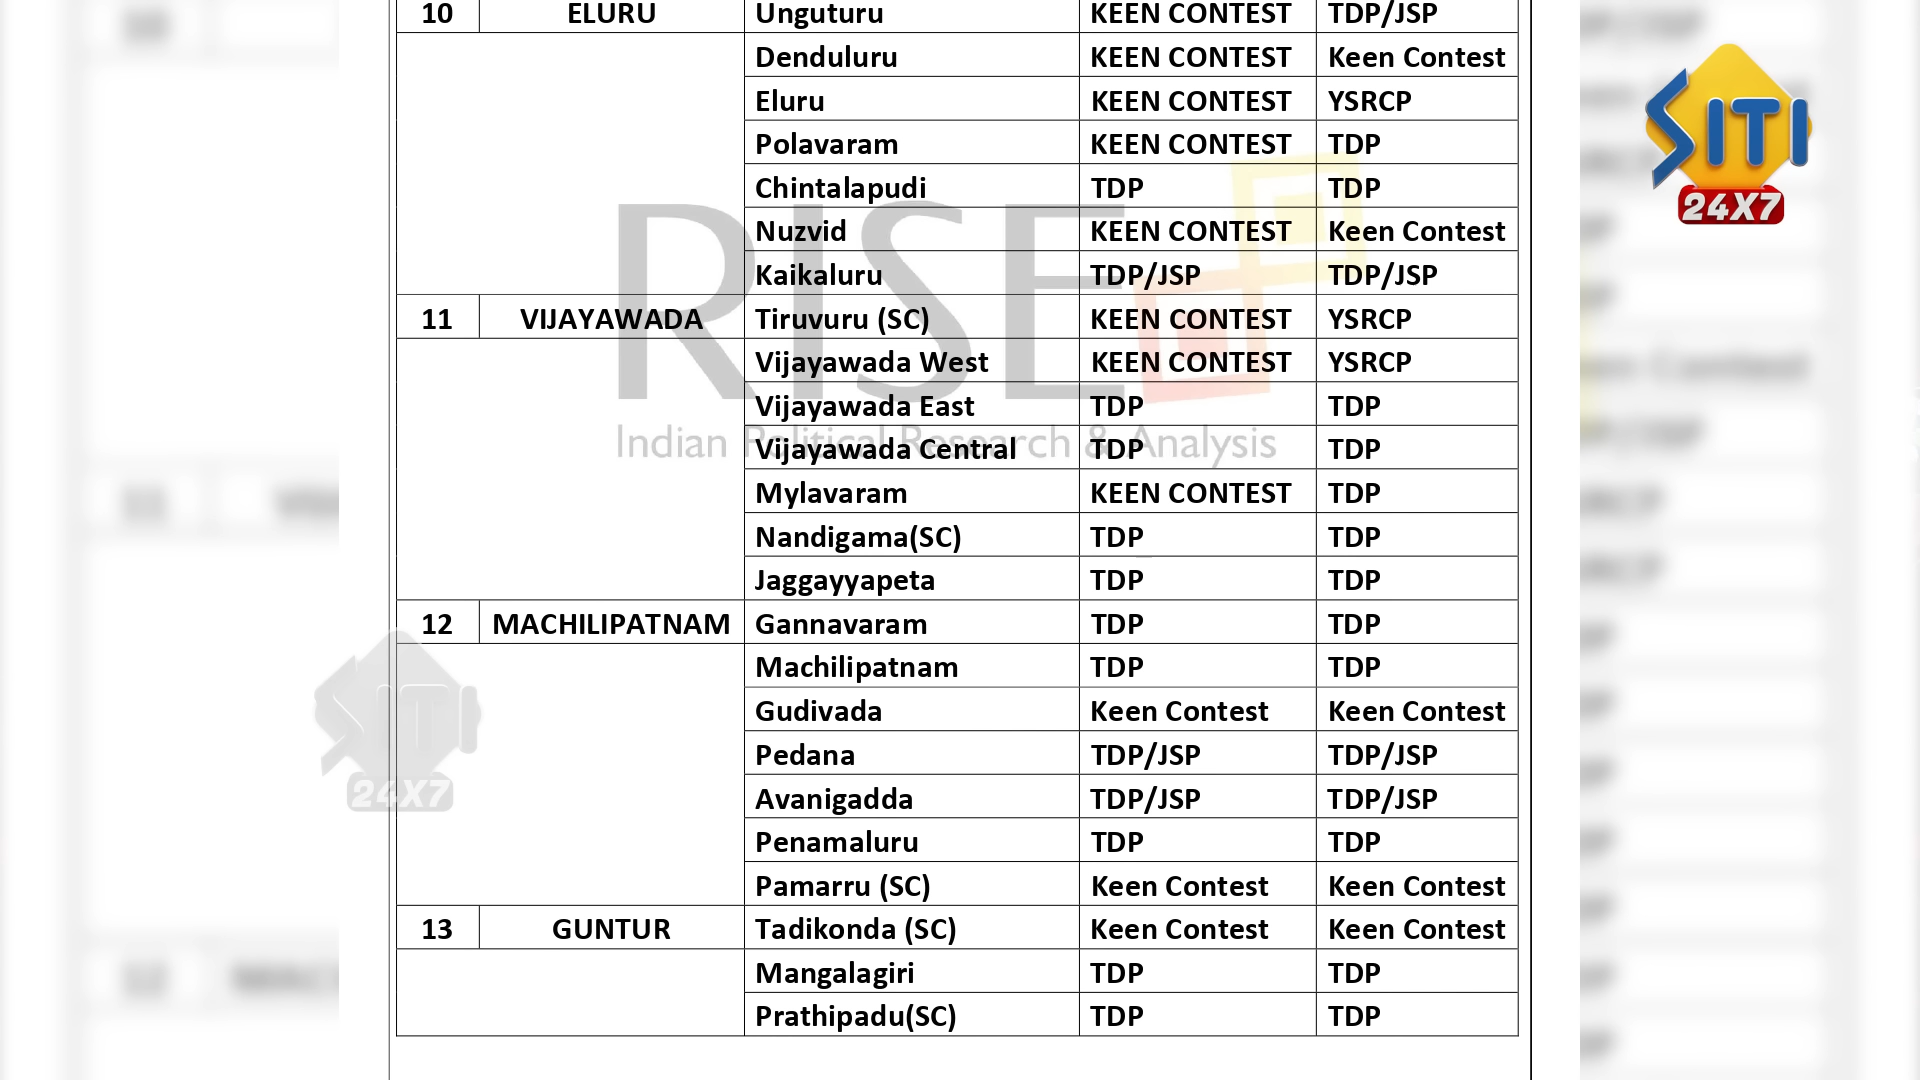 10 ELURU Unguturu KEEN CONTEST TDP/JSP
Denduluru KEEN CONTEST Keen Contest
Eluru KEEN CONTEST YSRCP
Polavaram KEEN CONTEST TDP
Chintalapudi TDP TDP
Nuzvid KEEN CONTEST Keen Contest
Kaikaluru TDP/JSP TDP/JSP
11 VIJAYAWADA Tiruvuru (SC) KEEN CONTEST YSRCP
Vijayawada West KEEN CONTEST YSRCP
Vijayawada East TDP TDP
Vijayawada Central TDP TDP
Mylavaram KEEN CONTEST TDP
Nandigama(SC) TDP TDP
Jaggayyapeta TDP TDP
12 MACHILIPATNAM Gannavaram TDP TDP
Machilipatnam TDP TDP
Gudivada Keen Contest Keen Contest
Pedana TDP/JSP TDP/JSP
Avanigadda TDP/JSP TDP/JSP
Penamaluru TDP TDP
Pamarru (SC) Keen Contest Keen Contest
13 GUNTUR Tadikonda (SC) Keen Contest Keen Contest
Mangalagiri TDP TDP
Prathipadu(SC) TDP TDP
RISE
Indian Political Research & Analysis
SITI
24X7
SITI
24X7